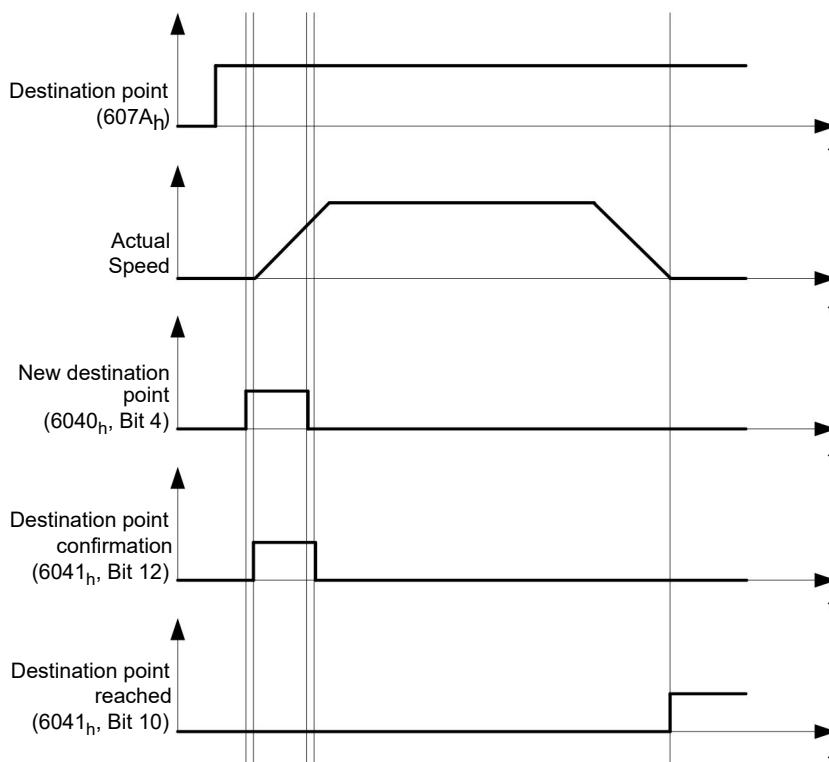 Destination point
(607Ah)
Actual
Speed
New destination
point
(6040h, Bit 4)
Destination point
confirmation
(6041h, Bit 12)
Destination point
reached
(6041h, Bit 10)